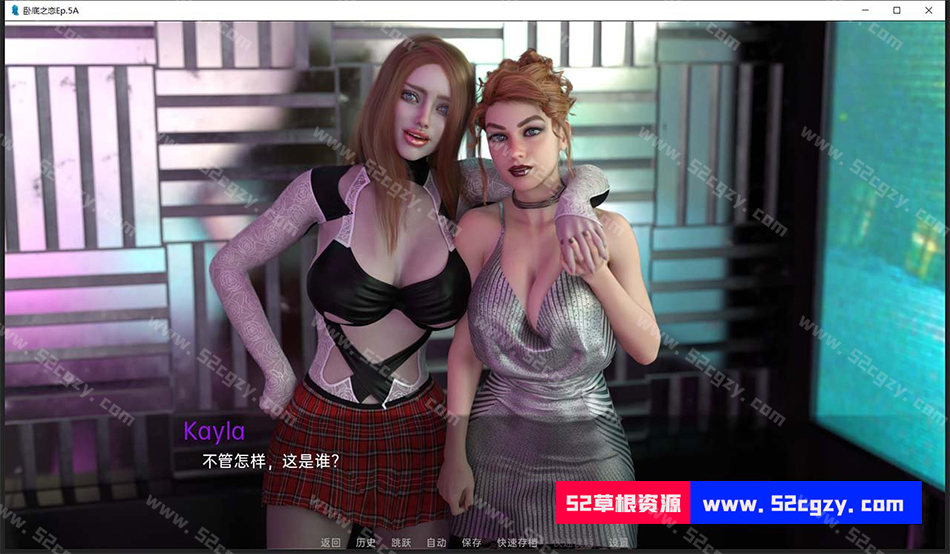 卧底之恋Ep.5A
Kayla
不管怎样，这是谁？
52草根资源 www.52cgzy.com
返回 历史 跳跃 自动 保存 快速存档 设置
www.52cgzy.com